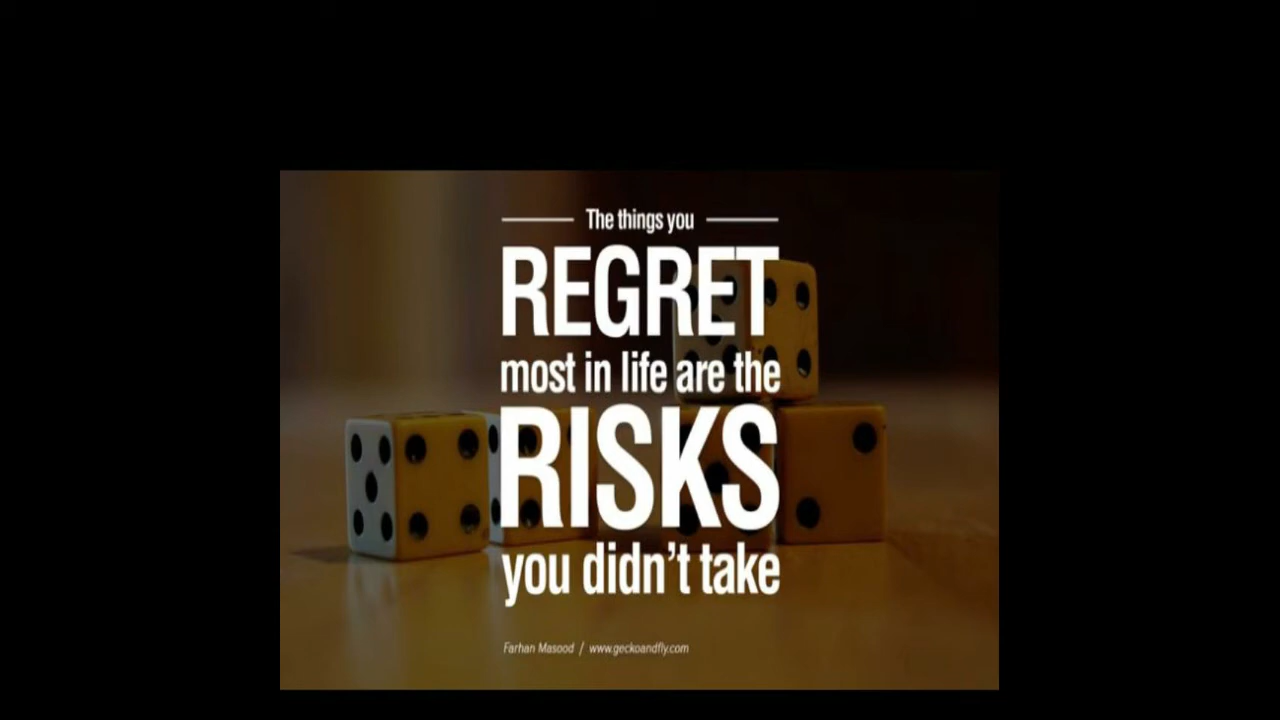 The things you
REGRET
most in life are the
RISKS
you didn't take
Farhan Masood / www.geckoandfly.com